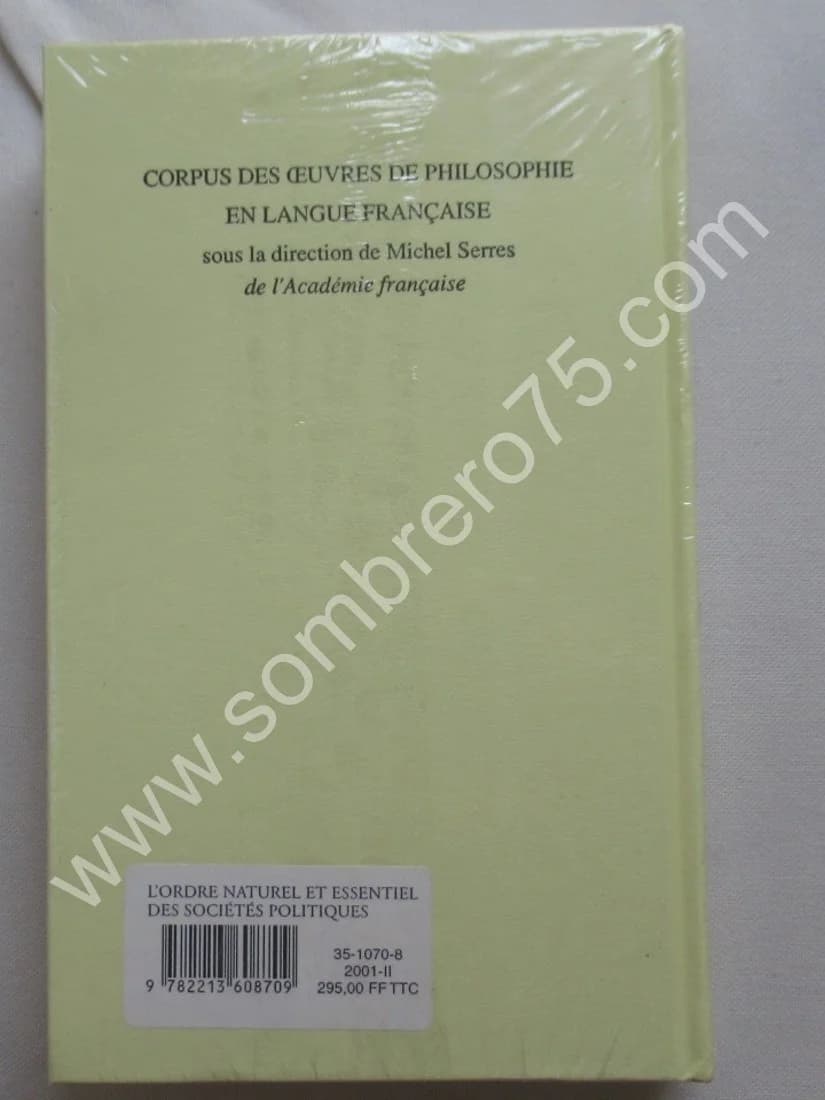 CORPUS DES ŒUVRES DE PHILOSOPHIE
EN LANGUE FRANÇAISE
sous la direction de Michel Serres
de l'Académie française
www.sombrero75.com
L'ORDRE NATUREL ET ESSENTIEL
DES SOCIÉTÉS POLITIQUES
35-1070-8
2001-II
9 782213 608709 295,00 FF TTC